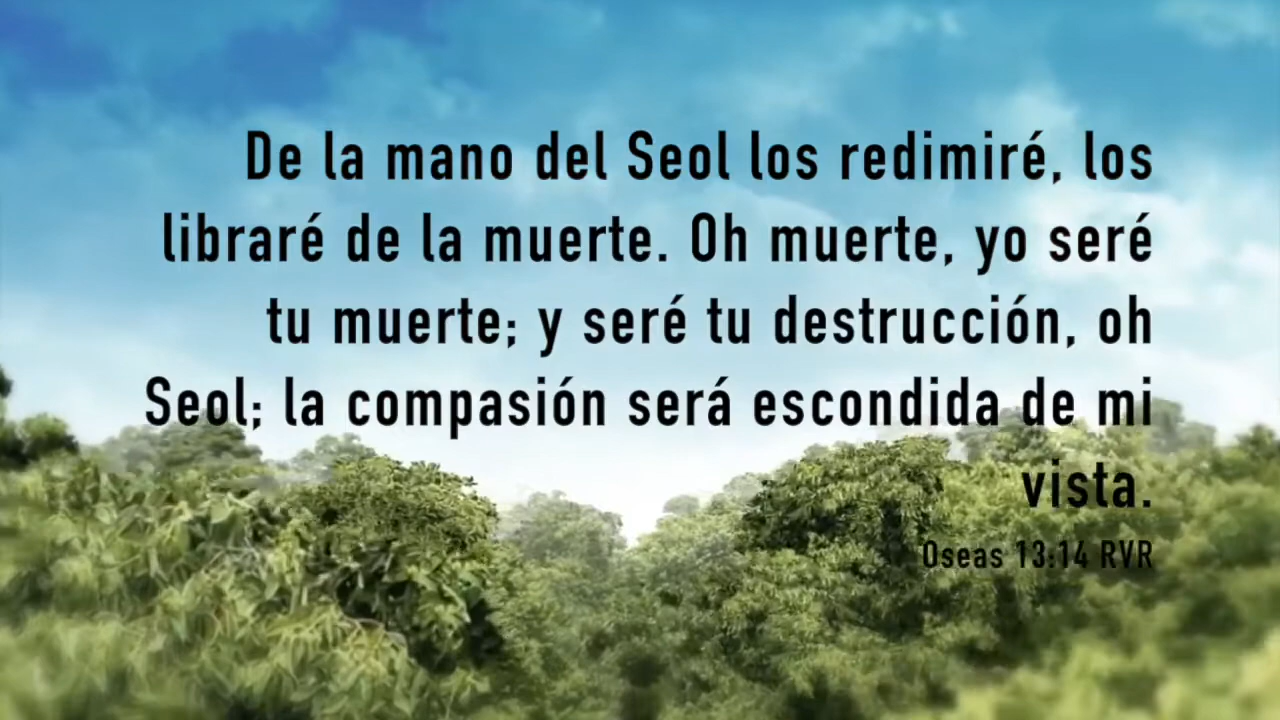 De la mano del Seol los redimiré, los
libraré de la muerte. Oh muerte, yo seré
tu muerte; y seré tu destrucción, oh
Seol; la compasión será escondida de mi
vista.
Oseas 13:14 RVR